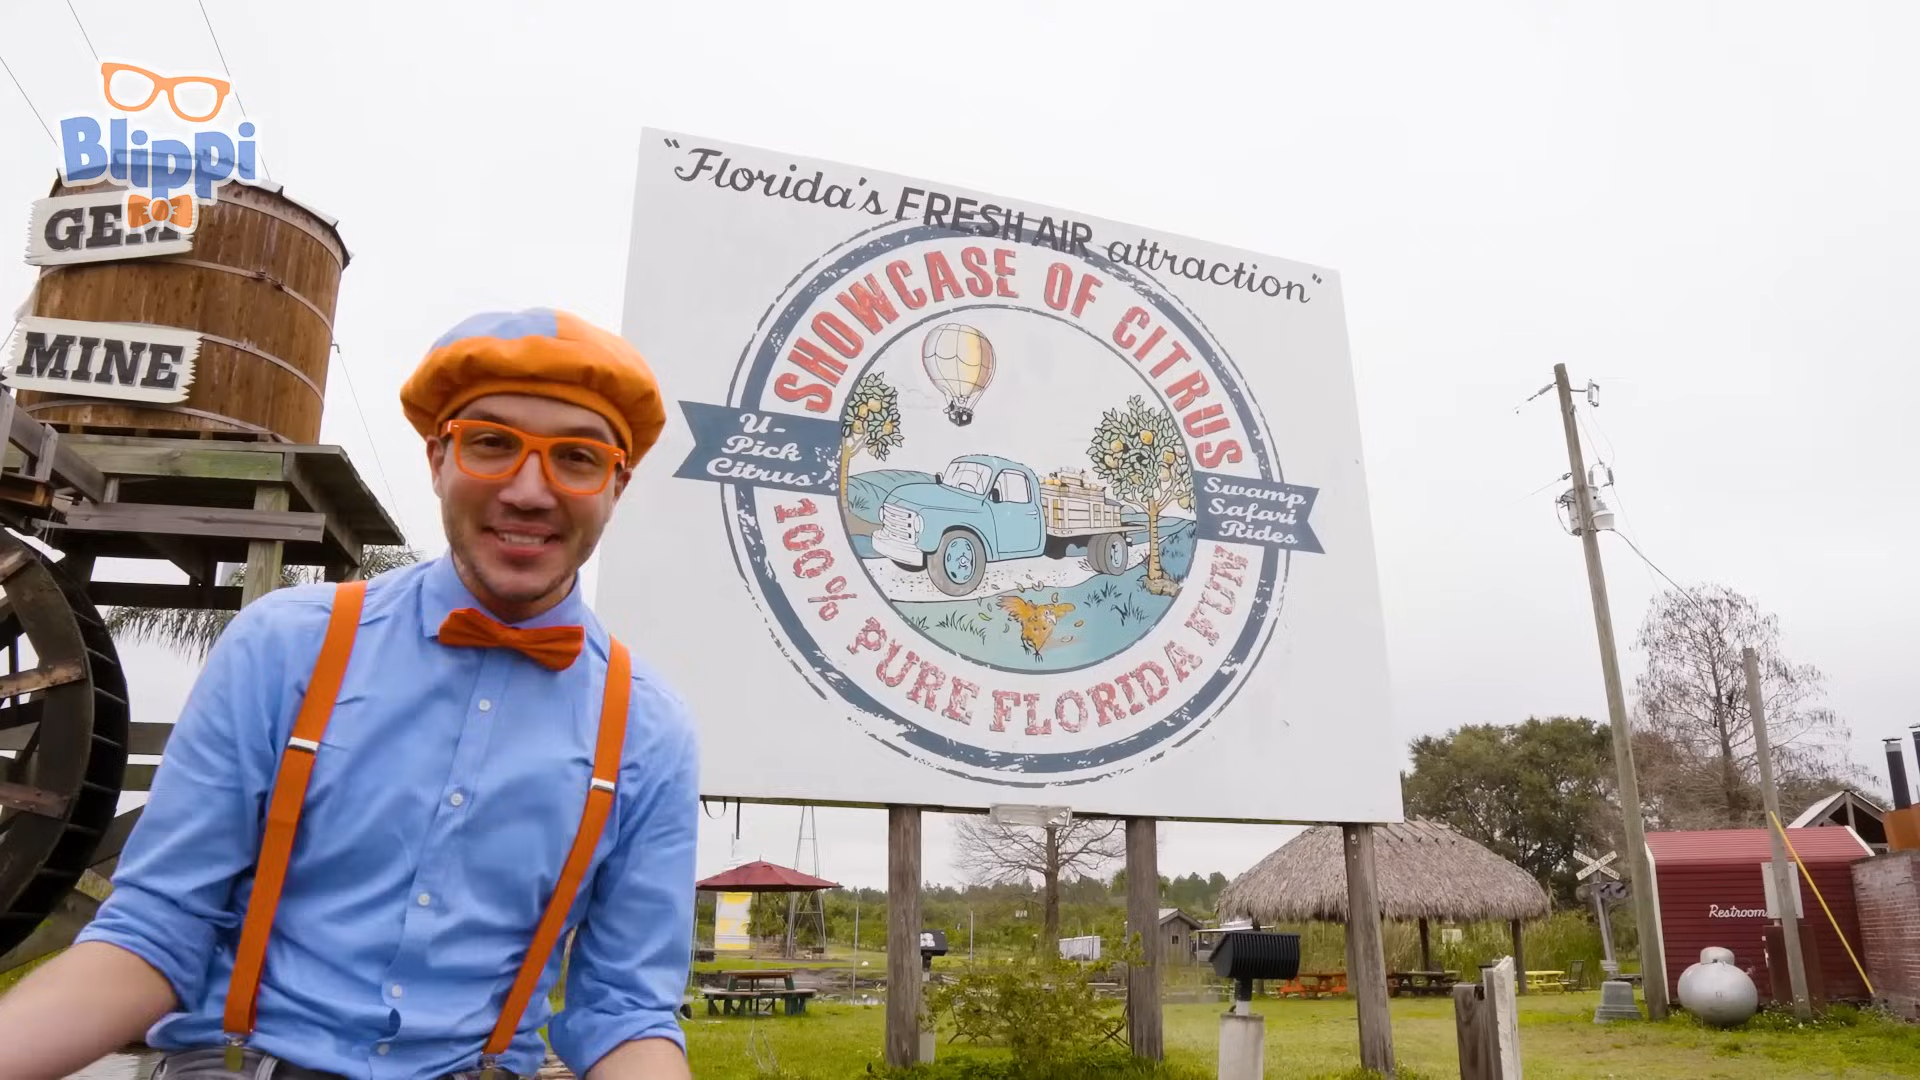 Blippi
GEM
MINE
"Florida's FRESH AIR attraction"
SHOWCASE OF CITRUS
U-
Pick
Citrus
Swamp
Safari
Rides
100% PURE FLORIDA FUN
Restroom